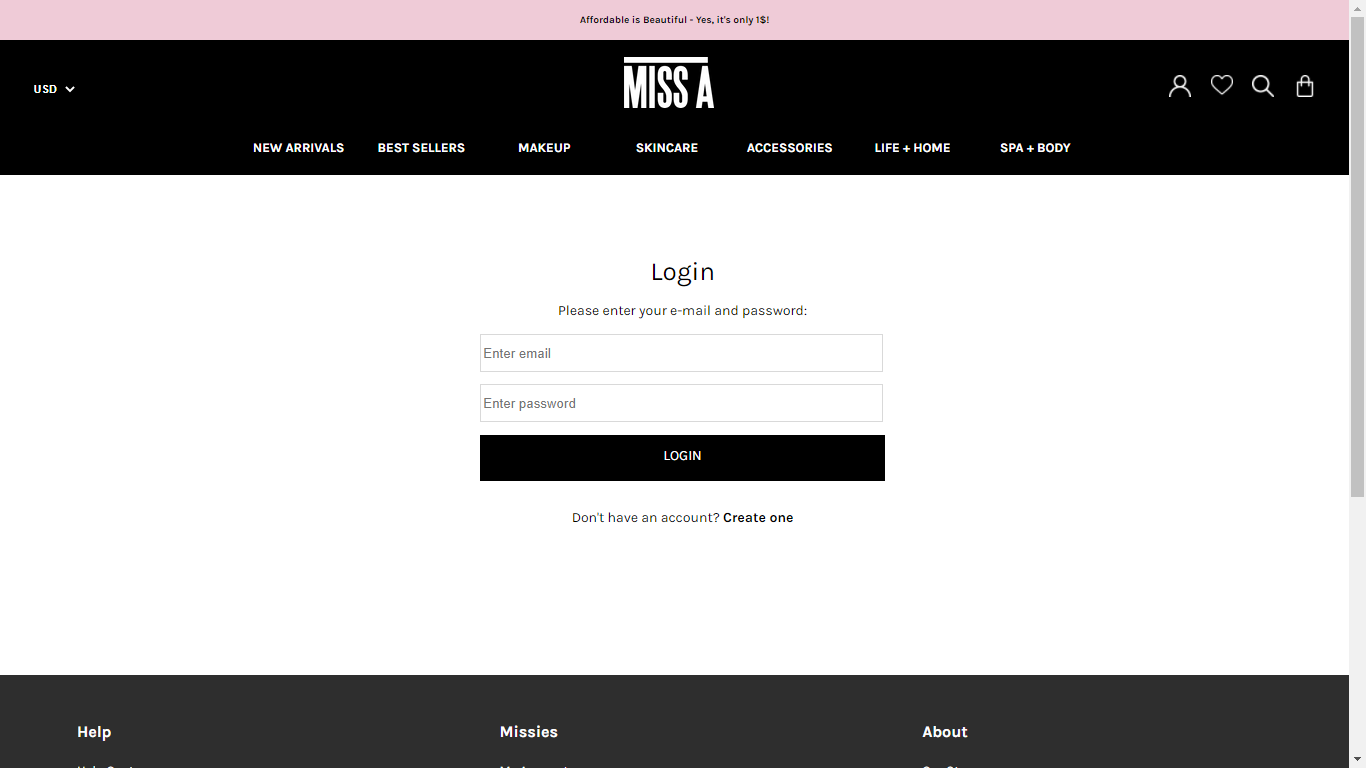 Affordable is Beautiful - Yes, it's only 1$!
USD
MISS A
NEW ARRIVALS BEST SELLERS MAKEUP SKINCARE ACCESSORIES LIFE + HOME SPA + BODY
Login
Please enter your e-mail and password:
Enter email
Enter password
LOGIN
Don't have an account? Create one
Help Missies About